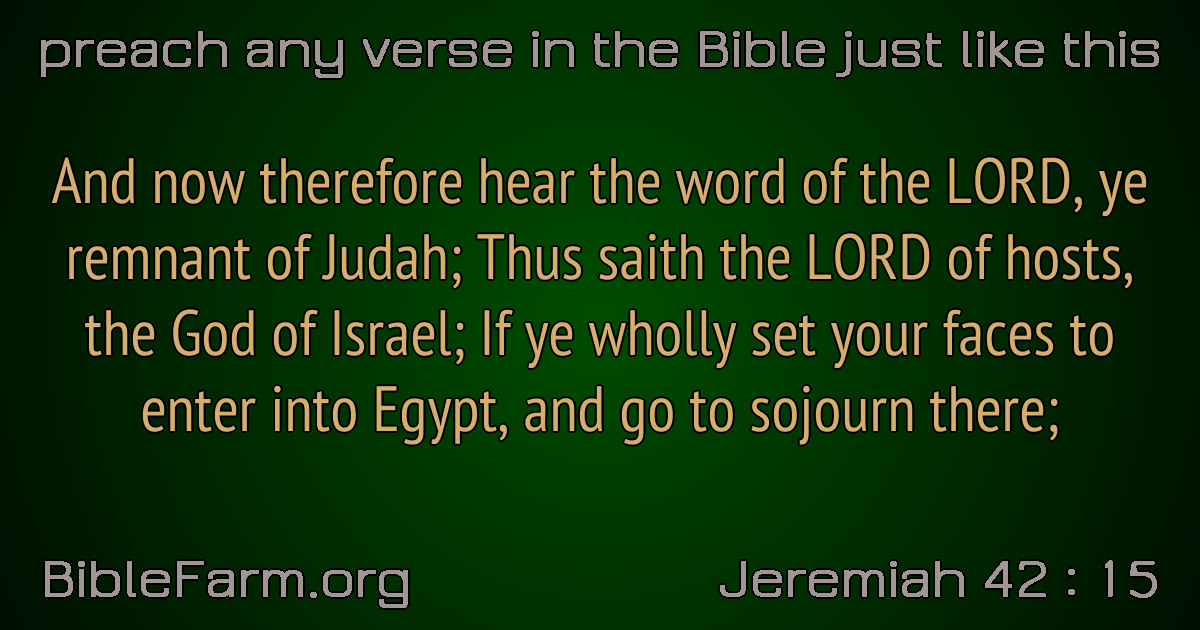 preach any verse in the Bible just like this
And now therefore hear the word of the LORD, ye
remnant of Judah; Thus saith the LORD of hosts,
the God of Israel; If ye wholly set your faces to
enter into Egypt, and go to sojourn there;
BibleFarm.org
Jeremiah 42 : 15